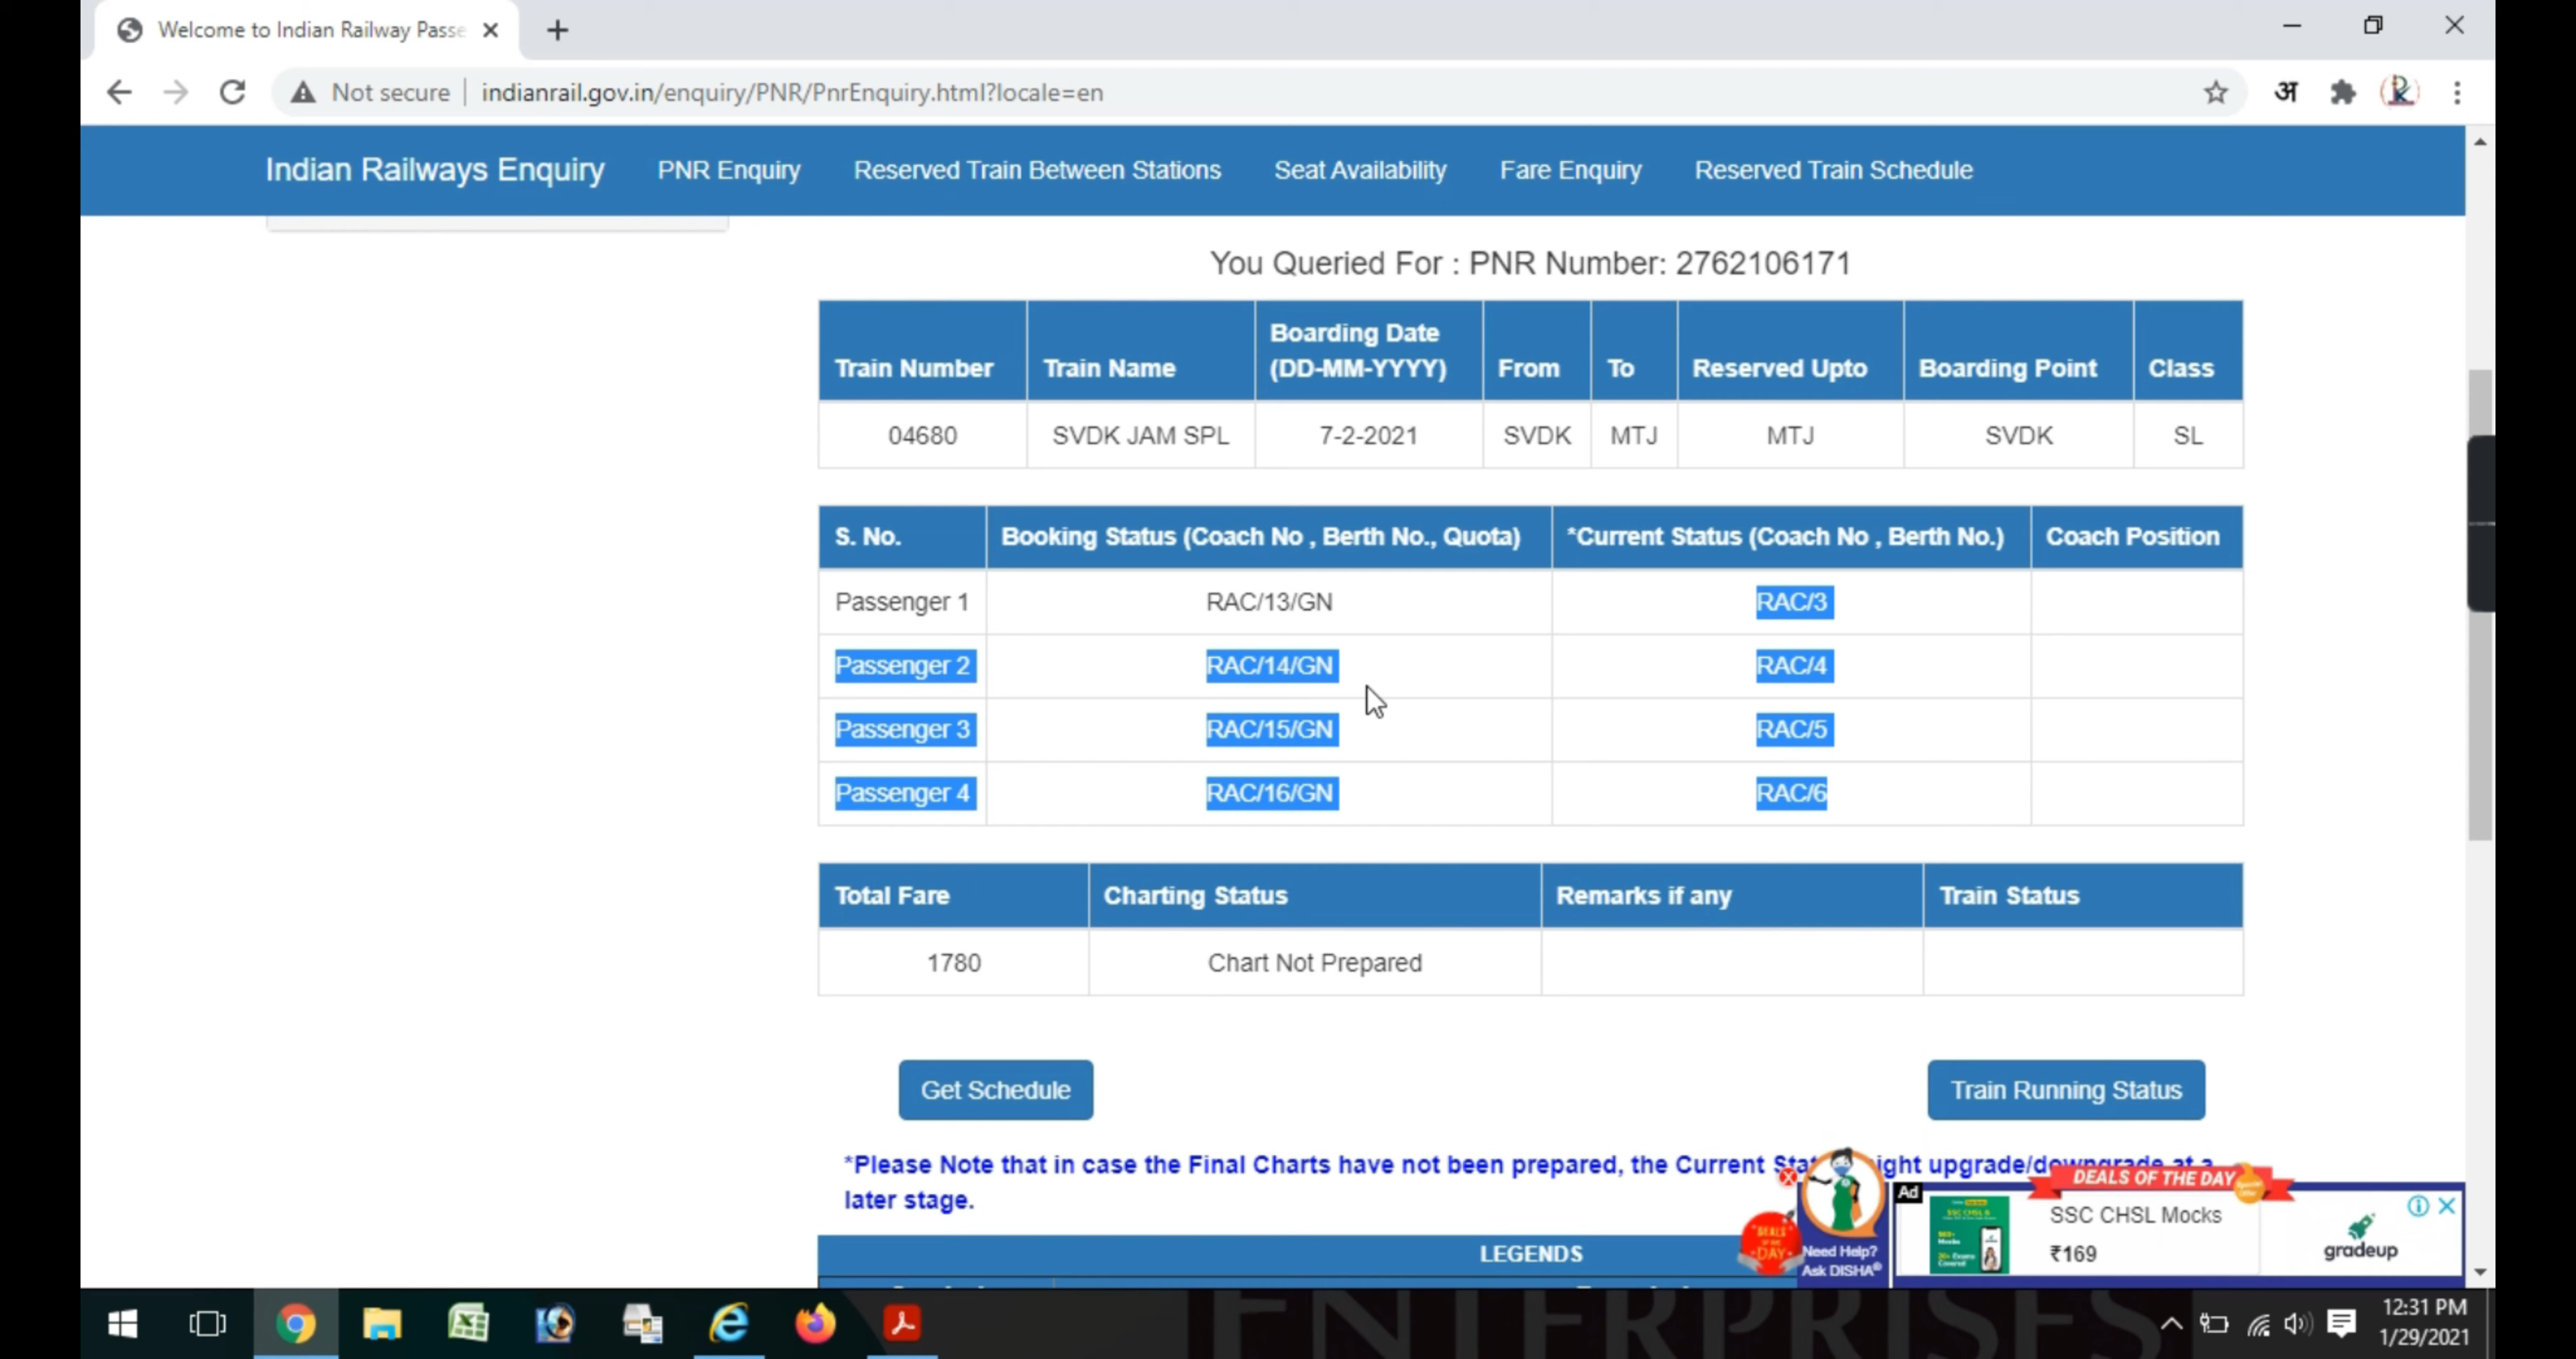 Welcome to Indian Railway Passe
Not secure | indianrail.gov.in/enquiry/PNR/PnrEnquiry.html?locale=en
अ
Indian Railways Enquiry PNR Enquiry Reserved Train Between Stations Seat Availability Fare Enquiry Reserved Train Schedule
You Queried For : PNR Number: 2762106171
Train Number Train Name Boarding Date (DD-MM-YYYY) From To Reserved Upto Boarding Point Class
04680 SVDK JAM SPL 7-2-2021 SVDK MTJ MTJ SVDK SL
S. No. Booking Status (Coach No , Berth No., Quota) *Current Status (Coach No , Berth No.) Coach Position
Passenger 1 RAC/13/GN RAC/3
Passenger 2 RAC/14/GN RAC/4
Passenger 3 RAC/15/GN RAC/5
Passenger 4 RAC/16/GN RAC/6
Total Fare Charting Status Remarks if any Train Status
1780 Chart Not Prepared
Get Schedule Train Running Status
*Please Note that in case the Final Charts have not been prepared, the Current upgrade/downgrade at a
later stage.
LEGENDS
DEALS OF THE DAY
Need Help?
Ask DISHA®
Ad
SSC CHSL Mocks
₹169
gradeup
ENTERPRISES
12:31 PM
1/29/2021